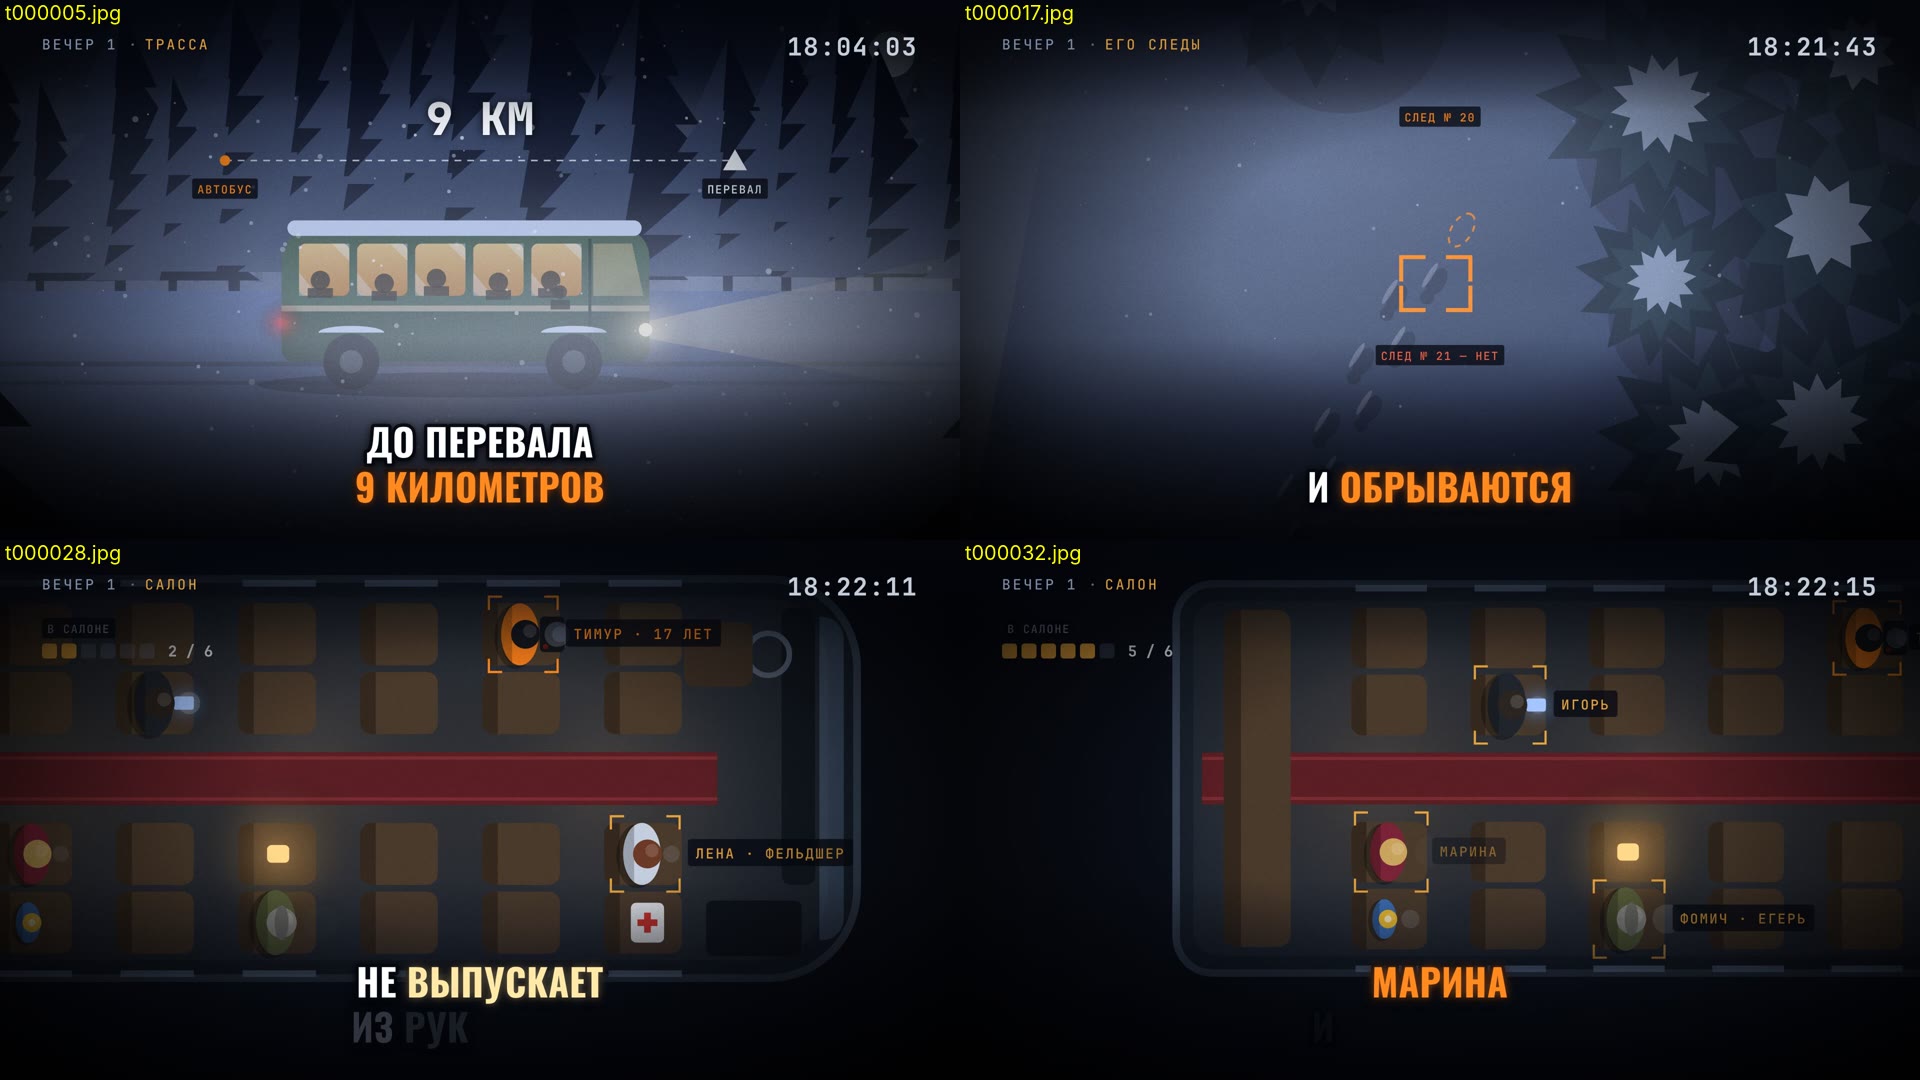 t000005.jpg
ВЕЧЕР 1 · ТРАССА
18:04:03
9 КМ
АВТОБУС
ПЕРЕВАЛ
ДО ПЕРЕВАЛА
9 КИЛОМЕТРОВ
t000017.jpg
ВЕЧЕР 1 · ЕГО СЛЕДЫ
18:21:43
СЛЕД № 20
СЛЕД № 21 — НЕТ
И ОБРЫВАЮТСЯ
t000028.jpg
ВЕЧЕР 1 · САЛОН
18:22:11
В САЛОНЕ
2 / 6
ТИМУР · 17 ЛЕТ
ЛЕНА · ФЕЛЬДШЕР
НЕ ВЫПУСКАЕТ
ИЗ РУК
t000032.jpg
ВЕЧЕР 1 · САЛОН
18:22:15
В САЛОНЕ
5 / 6
ИГОРЬ
МАРИНА
ФОМИЧ · ЕГЕРЬ
МАРИНА
И